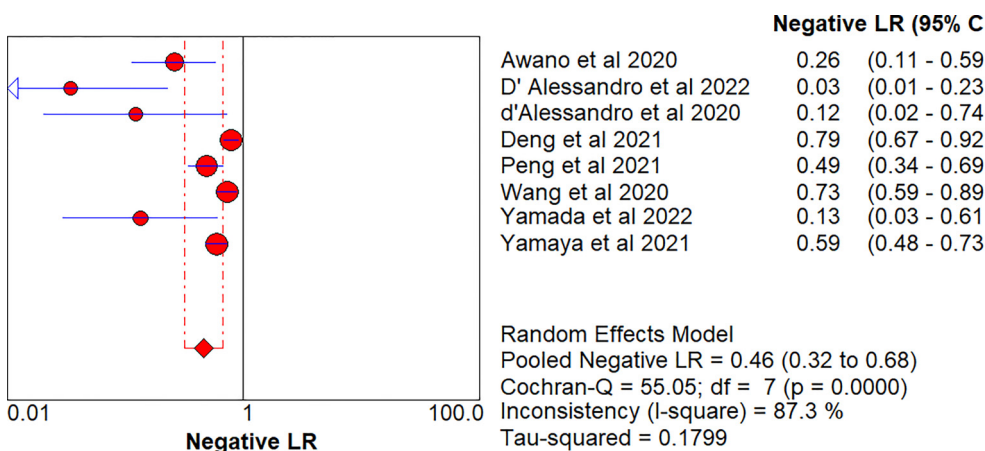 Negative LR (95% C
Awano et al 2020 0.26 (0.11 - 0.59
D' Alessandro et al 2022 0.03 (0.01 - 0.23
d'Alessandro et al 2020 0.12 (0.02 - 0.74
Deng et al 2021 0.79 (0.67 - 0.92
Peng et al 2021 0.49 (0.34 - 0.69
Wang et al 2020 0.73 (0.59 - 0.89
Yamada et al 2022 0.13 (0.03 - 0.61
Yamaya et al 2021 0.59 (0.48 - 0.73
Random Effects Model
Pooled Negative LR = 0.46 (0.32 to 0.68)
Cochran-Q = 55.05; df = 7 (p = 0.0000)
Inconsistency (I-square) = 87.3 %
Tau-squared = 0.1799
0.01 1 100.0
Negative LR